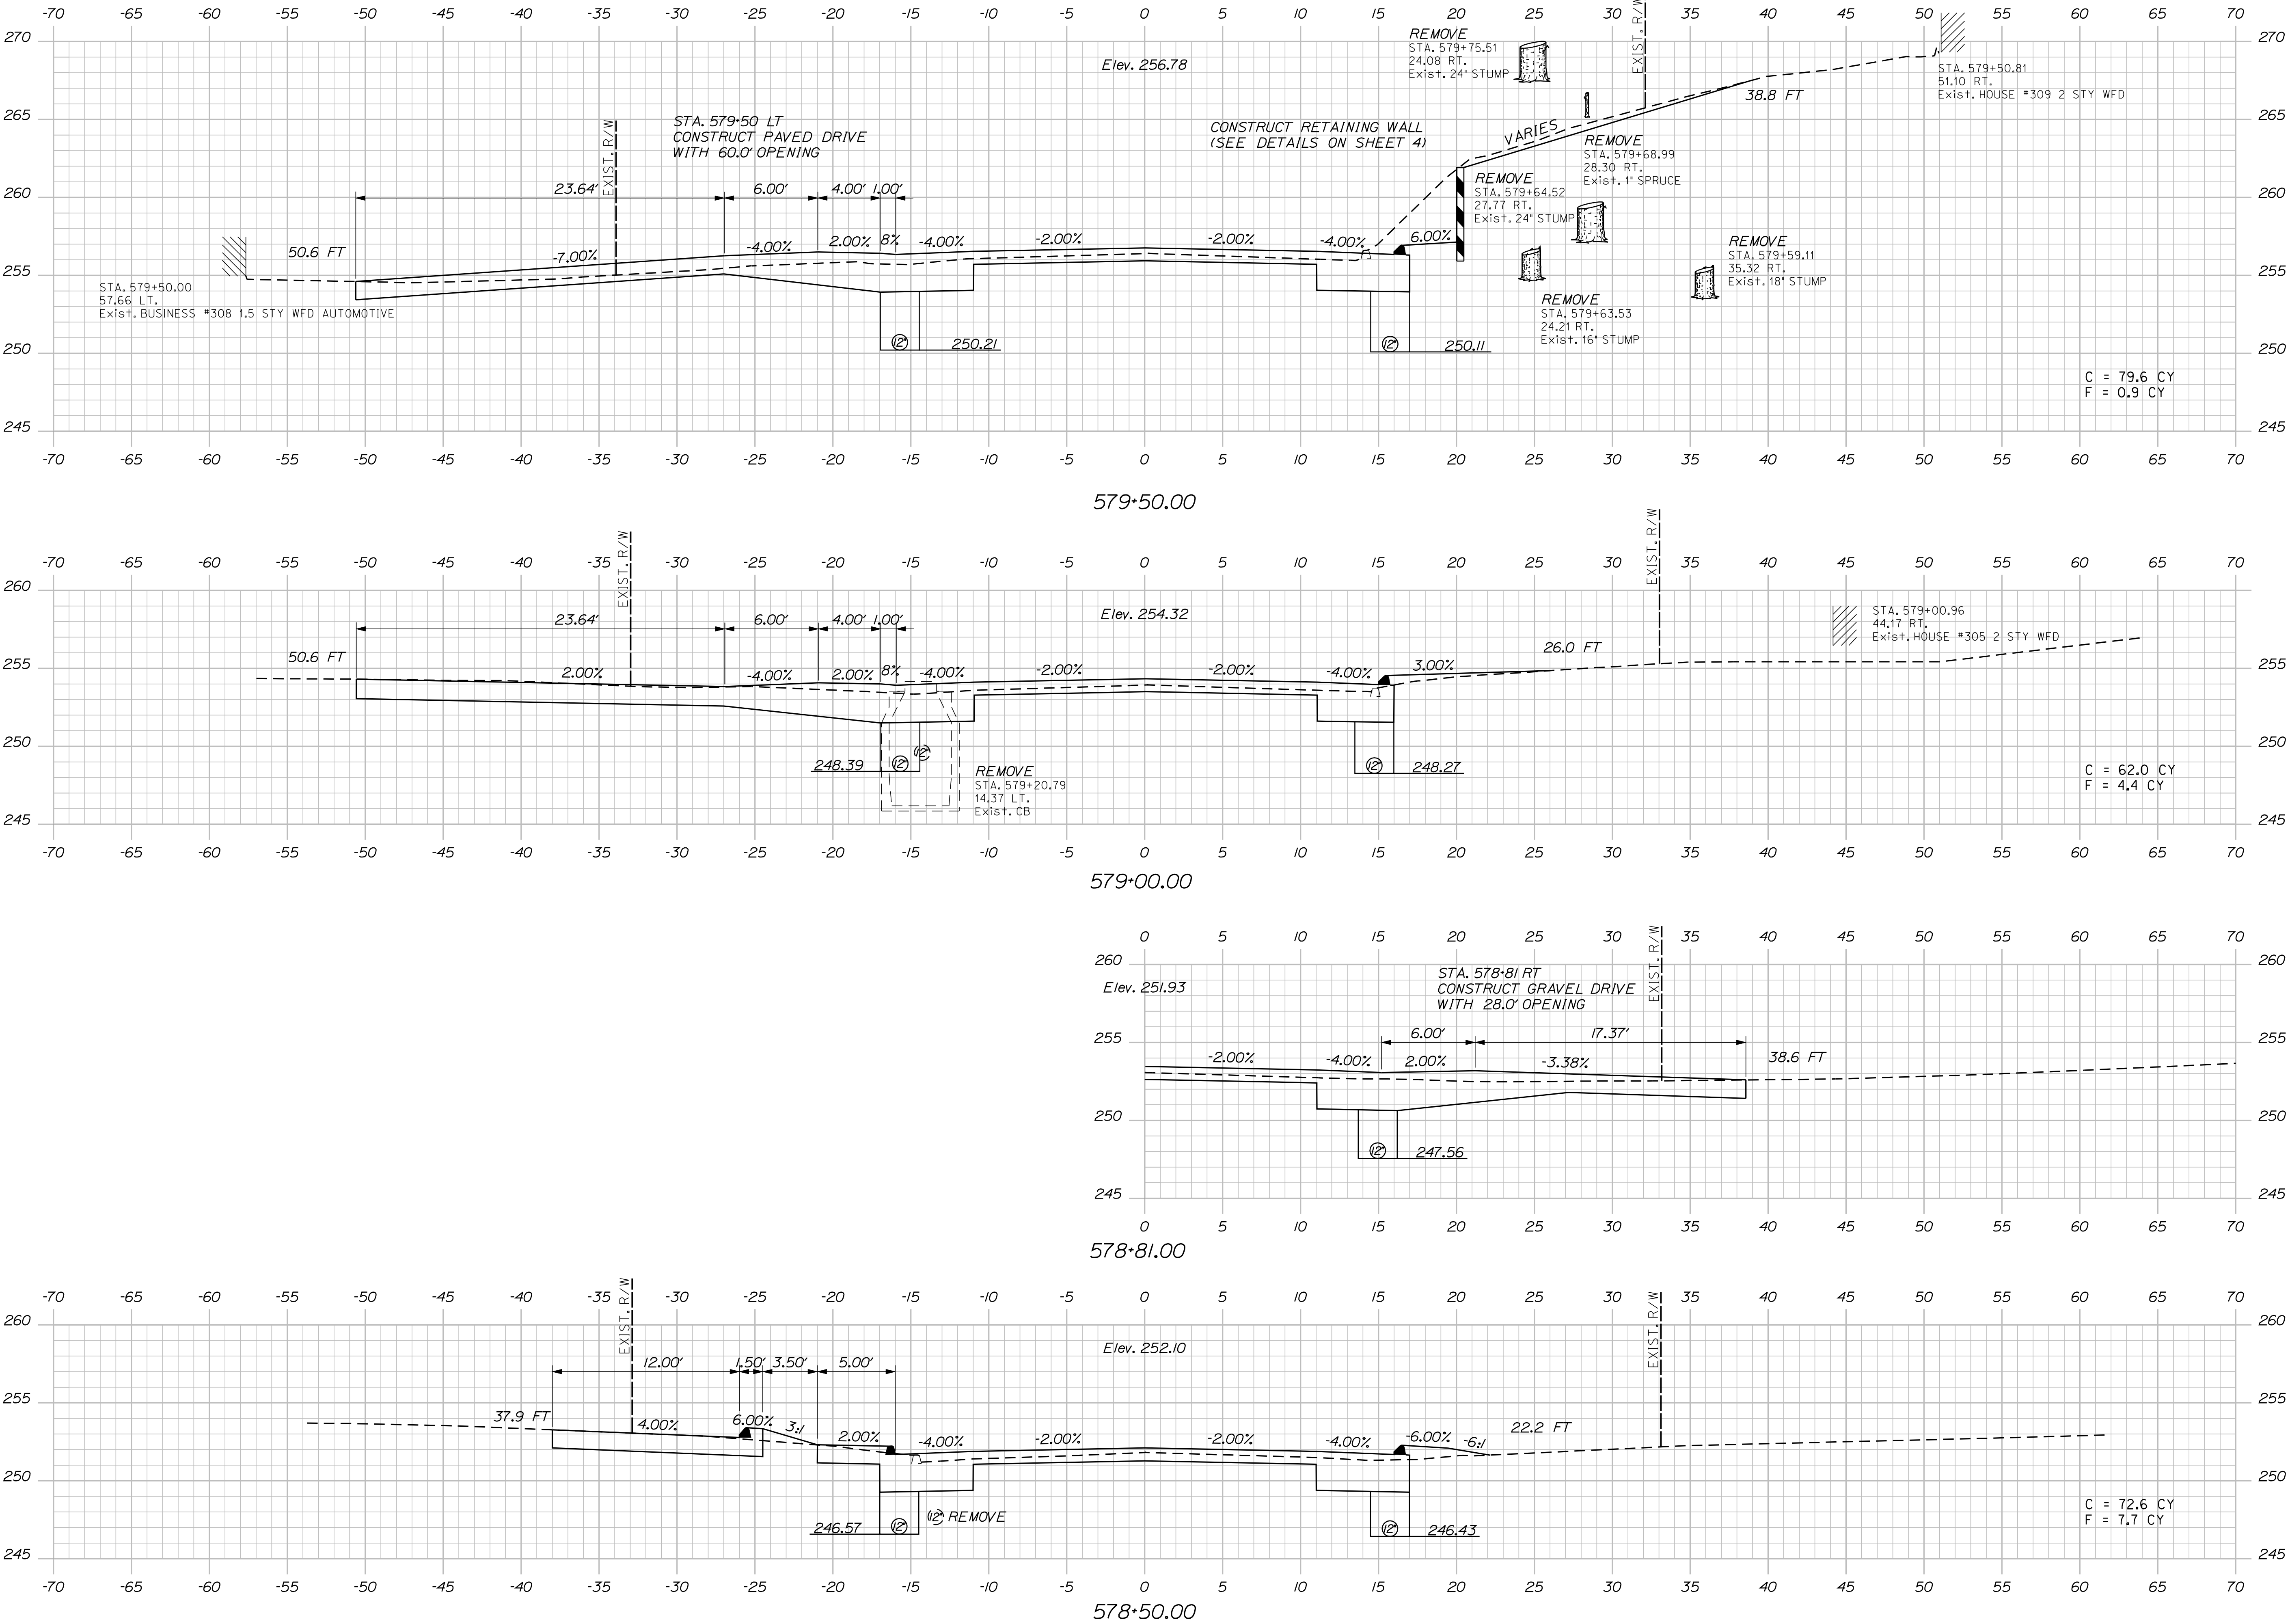 -70 -65 -60 -55 -50 -45 -40 -35 -30 -25 -20 -15 -10 -5 0 5 10 15 20 25 30 35 40 45 50 55 60 65 70
270 270
265 265
260 260
255 255
250 250
245 245
Elev. 256.78
EXIST. R/W
EXIST. R/W
STA. 579+50 LT
CONSTRUCT PAVED DRIVE
WITH 60.0' OPENING
CONSTRUCT RETAINING WALL
(SEE DETAILS ON SHEET 4)
REMOVE
STA. 579+75.51
24.08 RT.
Exist. 24" STUMP
STA. 579+50.81
51.10 RT.
Exist. HOUSE #309 2 STY WFD
38.8 FT
VARIES
REMOVE
STA. 579+68.99
28.30 RT.
Exist. 1" SPRUCE
REMOVE
STA. 579+64.52
27.77 RT.
Exist. 24" STUMP
REMOVE
STA. 579+59.11
35.32 RT.
Exist. 18" STUMP
REMOVE
STA. 579+63.53
24.21 RT.
Exist. 16" STUMP
23.64' 6.00' 4.00' 1.00'
50.6 FT
-7.00% -4.00% 2.00% 8% -4.00% -2.00% -2.00% -4.00% 6.00%
STA. 579+50.00
57.66 LT.
Exist. BUSINESS #308 1.5 STY WFD AUTOMOTIVE
12" 250.21
12" 250.11
C = 79.6 CY
F = 0.9 CY
-70 -65 -60 -55 -50 -45 -40 -35 -30 -25 -20 -15 -10 -5 0 5 10 15 20 25 30 35 40 45 50 55 60 65 70
579+50.00
-70 -65 -60 -55 -50 -45 -40 -35 -30 -25 -20 -15 -10 -5 0 5 10 15 20 25 30 35 40 45 50 55 60 65 70
260 260
255 255
250 250
245 245
EXIST. R/W
EXIST. R/W
Elev. 254.32
23.64' 6.00' 4.00' 1.00'
STA. 579+00.96
44.17 RT.
Exist. HOUSE #305 2 STY WFD
50.6 FT
26.0 FT
2.00% -4.00% 2.00% 8% -4.00% -2.00% -2.00% -4.00% 3.00%
248.39 12" 12"
12" 248.27
REMOVE
STA. 579+20.79
14.37 LT.
Exist. CB
C = 62.0 CY
F = 4.4 CY
-70 -65 -60 -55 -50 -45 -40 -35 -30 -25 -20 -15 -10 -5 0 5 10 15 20 25 30 35 40 45 50 55 60 65 70
579+00.00
0 5 10 15 20 25 30 35 40 45 50 55 60 65 70
260 260
255 255
250 250
245 245
EXIST. R/W
Elev. 251.93
STA. 578+81 RT
CONSTRUCT GRAVEL DRIVE
WITH 28.0' OPENING
6.00' 17.37'
-2.00% -4.00% 2.00% -3.38% 38.6 FT
12" 247.56
0 5 10 15 20 25 30 35 40 45 50 55 60 65 70
578+81.00
-70 -65 -60 -55 -50 -45 -40 -35 -30 -25 -20 -15 -10 -5 0 5 10 15 20 25 30 35 40 45 50 55 60 65 70
260 260
255 255
250 250
245 245
EXIST. R/W
EXIST. R/W
Elev. 252.10
12.00' 1.50' 3.50' 5.00'
37.9 FT
4.00% 6.00% 3:1 2.00% -4.00% -2.00% -2.00% -4.00% -6.00% -6:1
22.2 FT
246.57 12"
12" REMOVE
12" 246.43
C = 72.6 CY
F = 7.7 CY
-70 -65 -60 -55 -50 -45 -40 -35 -30 -25 -20 -15 -10 -5 0 5 10 15 20 25 30 35 40 45 50 55 60 65 70
578+50.00